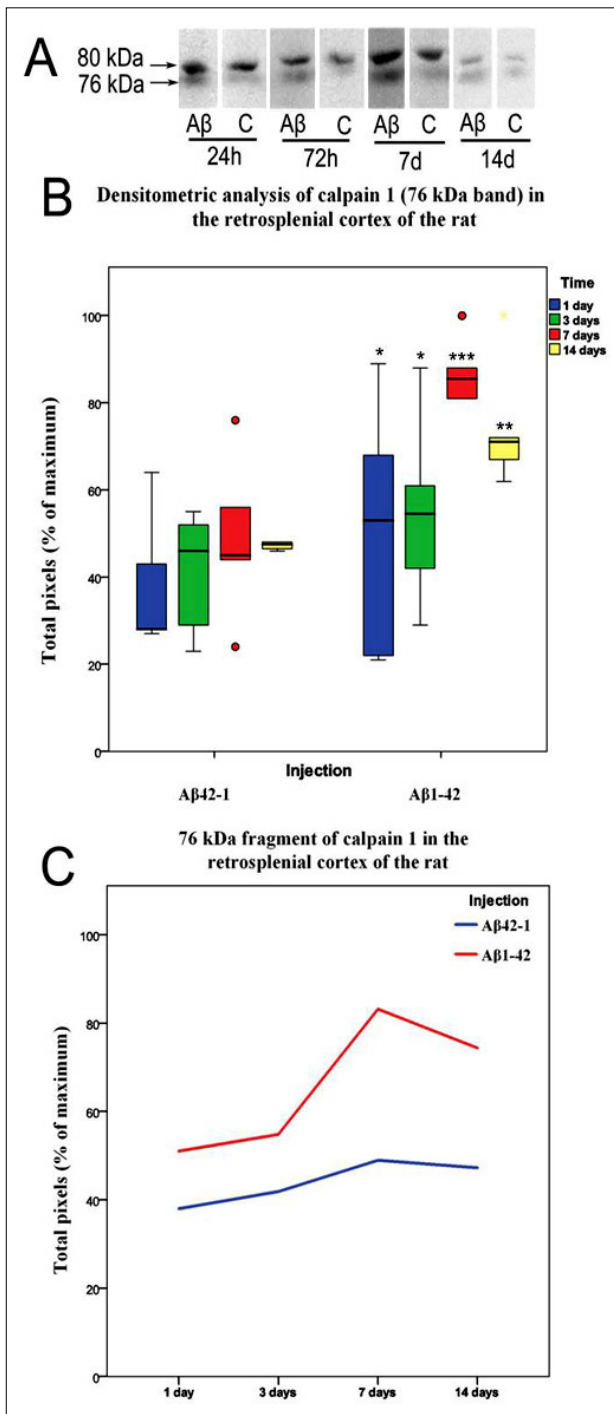 A
80 kDa
76 kDa
Aβ C Aβ C Aβ C Aβ C
24h 72h 7d 14d
B
Densitometric analysis of calpain 1 (76 kDa band) in
the retrosplenial cortex of the rat
Time
1 day
3 days
7 days
14 days
Total pixels (% of maximum)
100
80
60
40
20
0
* * *** **
Injection
Aβ42-1 Aβ1-42
C
76 kDa fragment of calpain 1 in the
retrosplenial cortex of the rat
Injection
Aβ42-1
Aβ1-42
Total pixels (% of maximum)
100
80
60
40
20
0
1 day 3 days 7 days 14 days